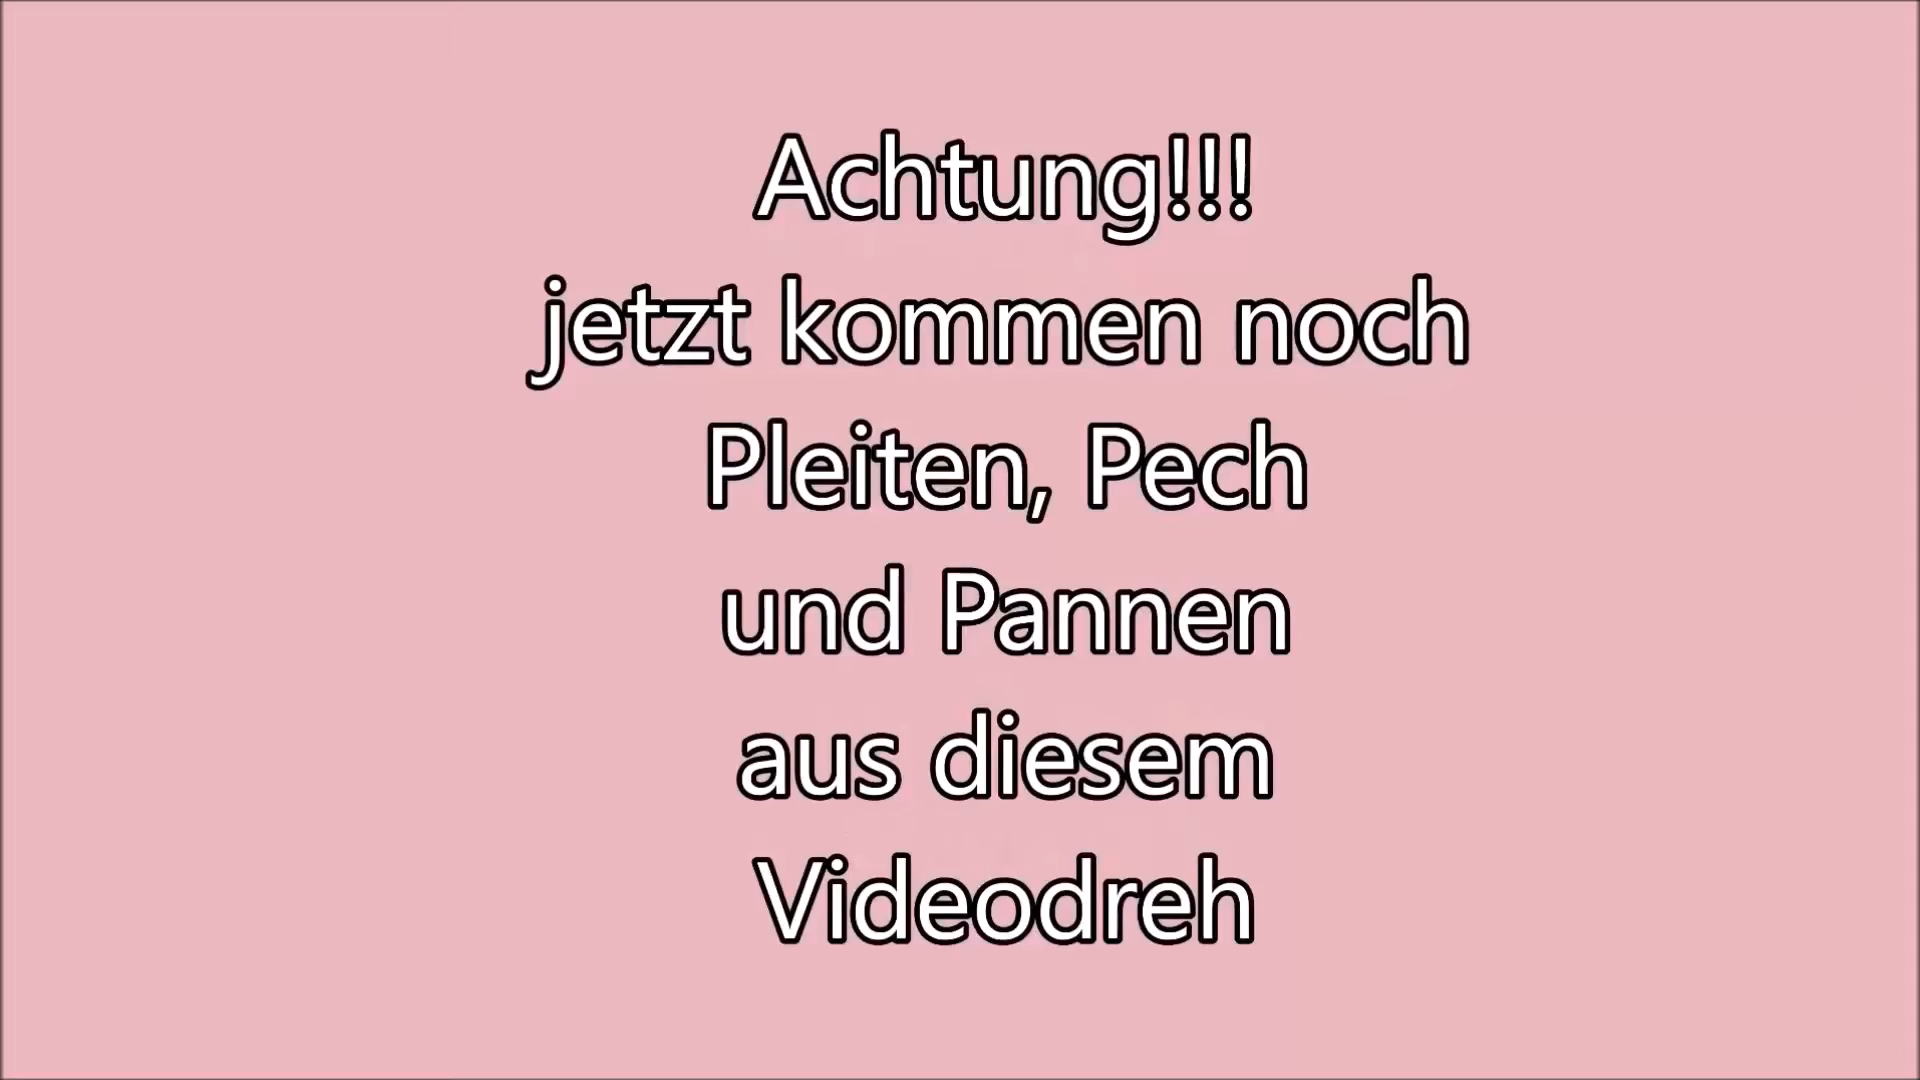 Achtung!!!
jetzt kommen noch
Pleiten, Pech
und Pannen
aus diesem
Videodreh